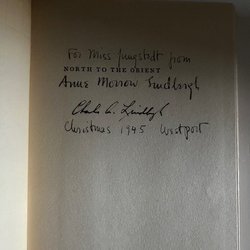 For Miss Jungstedt from
NORTH TO THE ORIENT
Anne Morrow Lindbergh
Charles A. Lindbergh
Christmas 1945 Westport